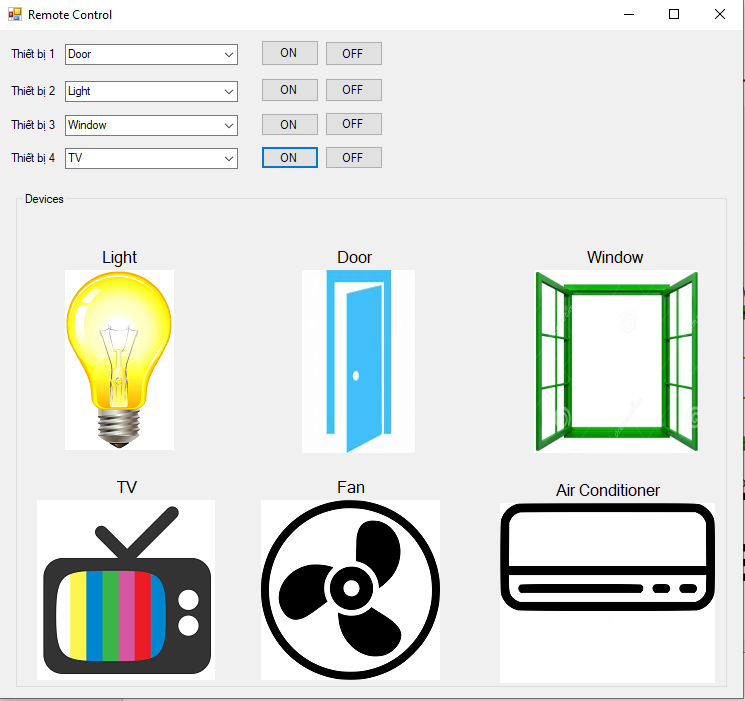 Remote Control
Thiết bị 1 Door ON OFF
Thiết bị 2 Light ON OFF
Thiết bị 3 Window ON OFF
Thiết bị 4 TV ON OFF
Devices
Light Door Window
TV Fan Air Conditioner